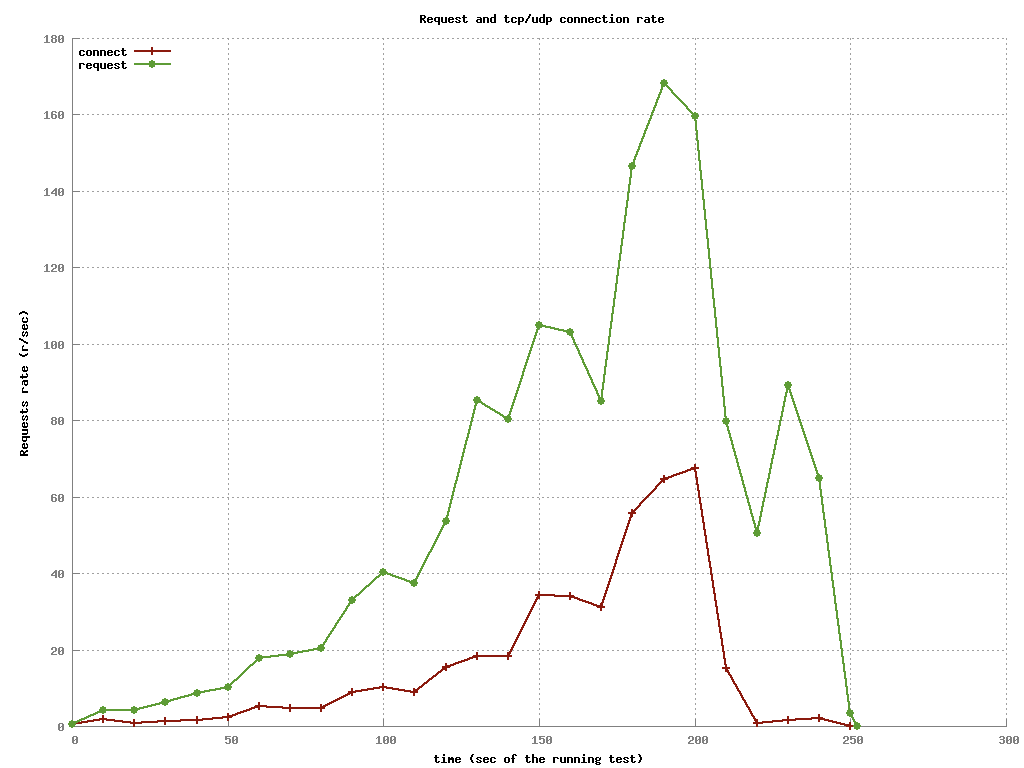 Request and tcp/udp connection rate
connect
request
180
160
140
120
100
80
60
40
20
0
Requests rate (r/sec)
0 50 100 150 200 250 300
time (sec of the running test)